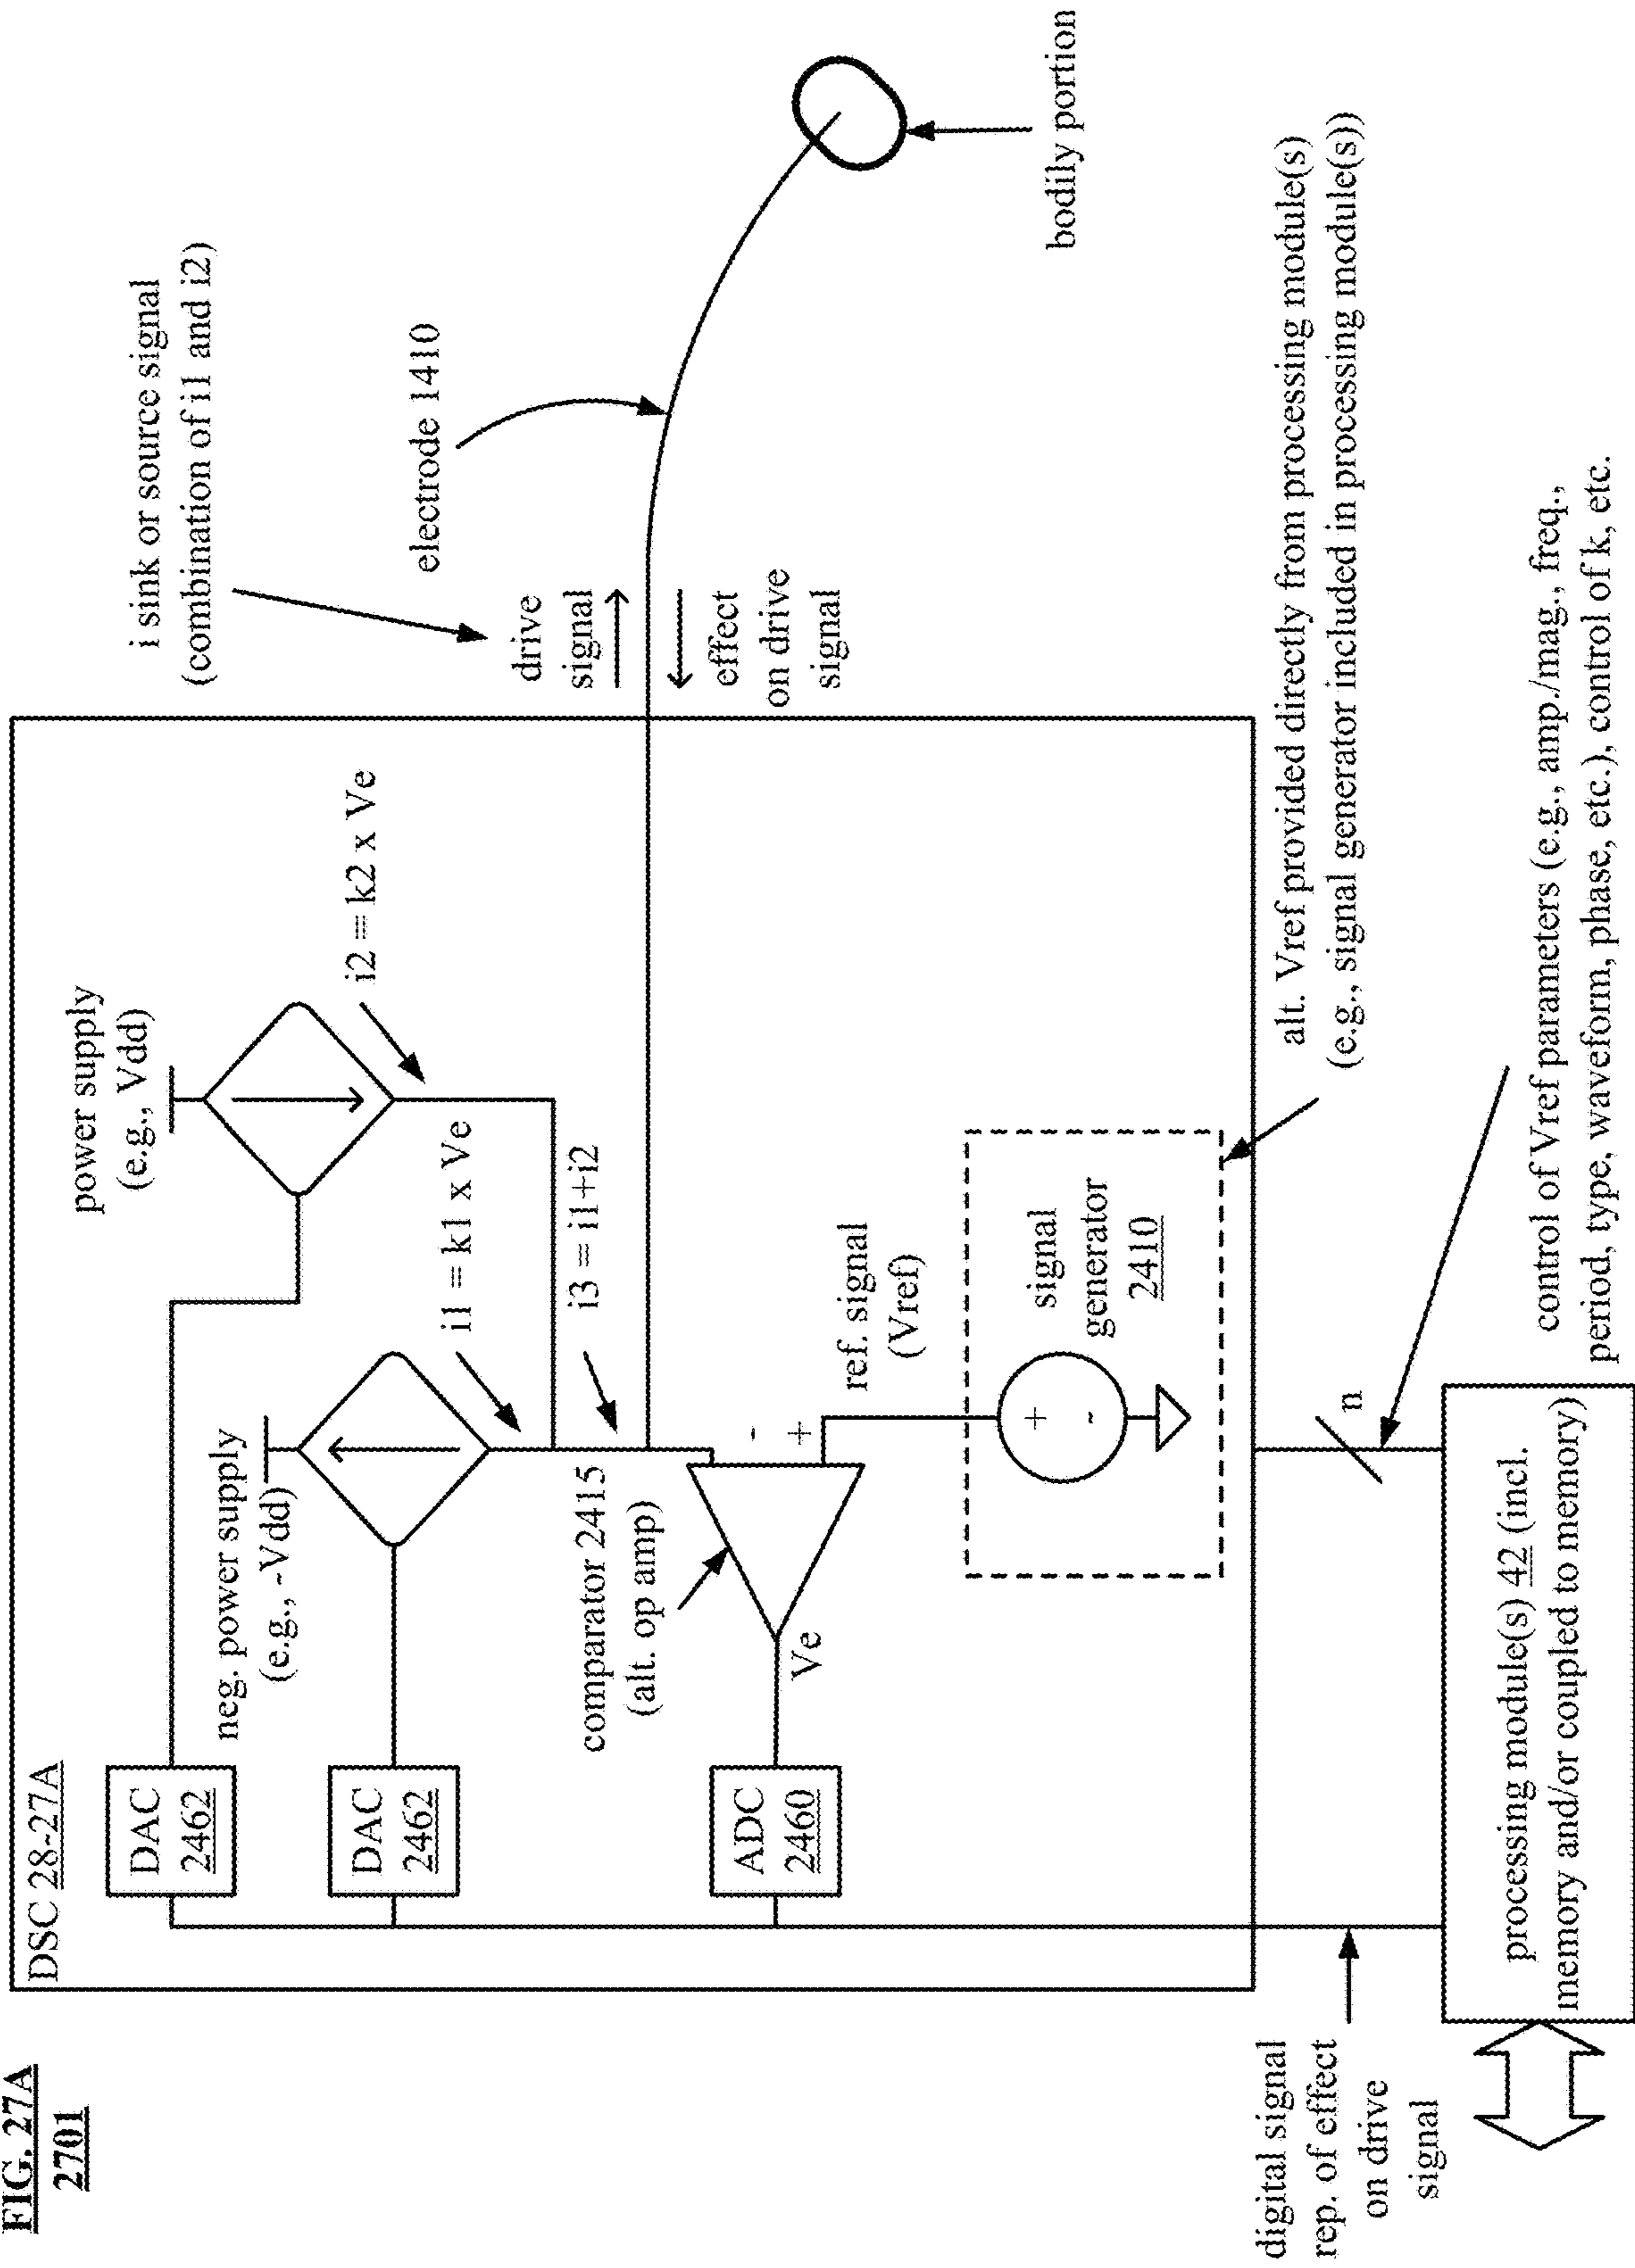 FIG. 27A
2701
DSC 28-27A
DAC
2462
DAC
2462
ADC
2460
power supply
(e.g., Vdd)
neg. power supply
(e.g., -Vdd)
i2 = k2 x Ve
i1 = k1 x Ve
i3 = i1+i2
comparator 2415
(alt. op amp)
-
+
Ve
ref. signal
(Vref)
+
-
signal
generator
2410
i sink or source signal
(combination of i1 and i2)
electrode 1410
drive
signal
effect
on drive
signal
bodily portion
alt. Vref provided directly from processing module(s)
(e.g., signal generator included in processing module(s))
control of Vref parameters (e.g., amp./mag., freq.,
period, type, waveform, phase, etc.), control of k, etc.
n
digital signal
rep. of effect
on drive
signal
processing module(s) 42 (incl.
memory and/or coupled to memory)